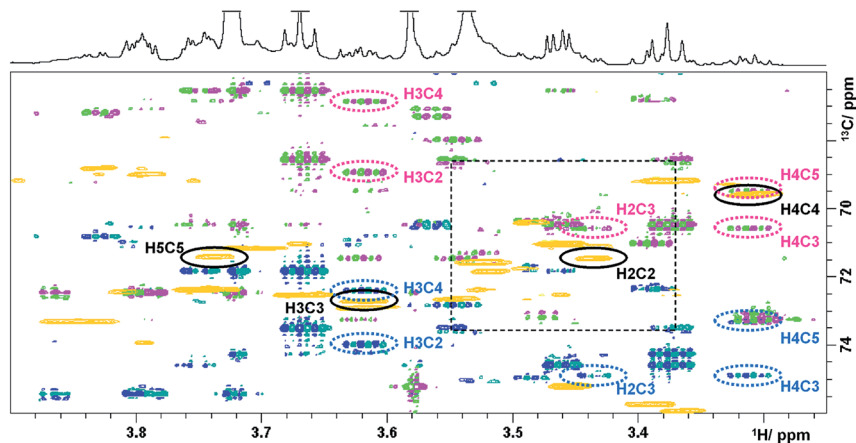 H3C4
¹³C/ ppm
H3C2
H4C5
H4C4
70
H2C3
H4C3
H5C5
H2C2
72
H3C4
H3C3
H4C5
H3C2
74
H2C3
H4C3
3.8
3.7
3.6
3.5
3.4
¹H/ ppm